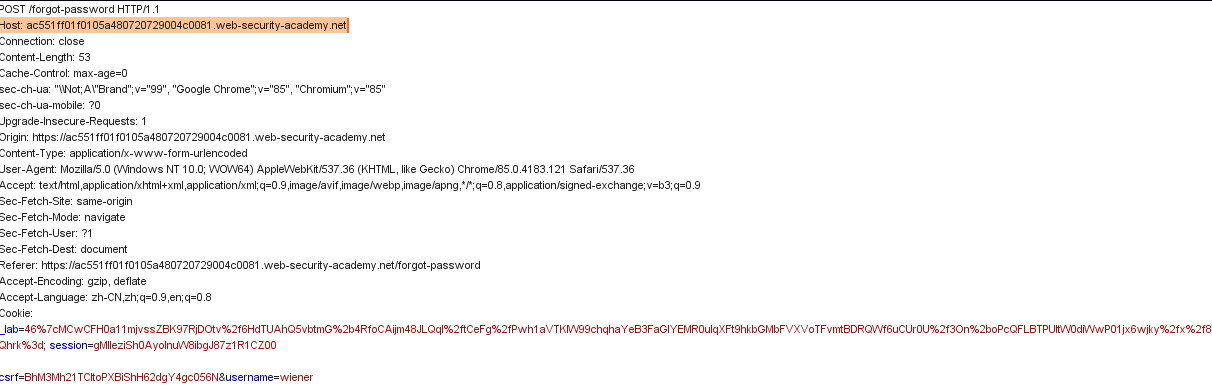 POST /forgot-password HTTP/1.1
Host: ac551ff01f0105a480720729004c0081.web-security-academy.net
Connection: close
Content-Length: 53
Cache-Control: max-age=0
sec-ch-ua: "\\Not;A\"Brand";v="99", "Google Chrome";v="85", "Chromium";v="85"
sec-ch-ua-mobile: ?0
Upgrade-Insecure-Requests: 1
Origin: https://ac551ff01f0105a480720729004c0081.web-security-academy.net
Content-Type: application/x-www-form-urlencoded
User-Agent: Mozilla/5.0 (Windows NT 10.0; WOW64) AppleWebKit/537.36 (KHTML, like Gecko) Chrome/85.0.4183.121 Safari/537.36
Accept: text/html,application/xhtml+xml,application/xml;q=0.9,image/avif,image/webp,image/apng,*/*;q=0.8,application/signed-exchange;v=b3;q=0.9
Sec-Fetch-Site: same-origin
Sec-Fetch-Mode: navigate
Sec-Fetch-User: ?1
Sec-Fetch-Dest: document
Referer: https://ac551ff01f0105a480720729004c0081.web-security-academy.net/forgot-password
Accept-Encoding: gzip, deflate
Accept-Language: zh-CN,zh;q=0.9,en;q=0.8
Cookie:
_lab=46%7cMCwCFH0a11mjvssZBK97RjDOtv%2f6HdTUAhQ5vbtmG%2b4RfoCAijm48JLQqI%2ftCeFg%2fPwh1aVTKlW99chqhaYeB3FaGlYEMR0ulqXFt9hkbGMbFVXVoTFvmtBDRQWf6uCUr0U%2f3On%2boPcQFLBTPUltW0diWwP01jx6wjky%2fx%2f8
Qhrk%3d; session=gMlleziSh0AyolnuW8ibgJ87z1R1CZ00
csrf=BhM3Mh21TCltoPXBiShH62dgY4gc056N&username=wiener